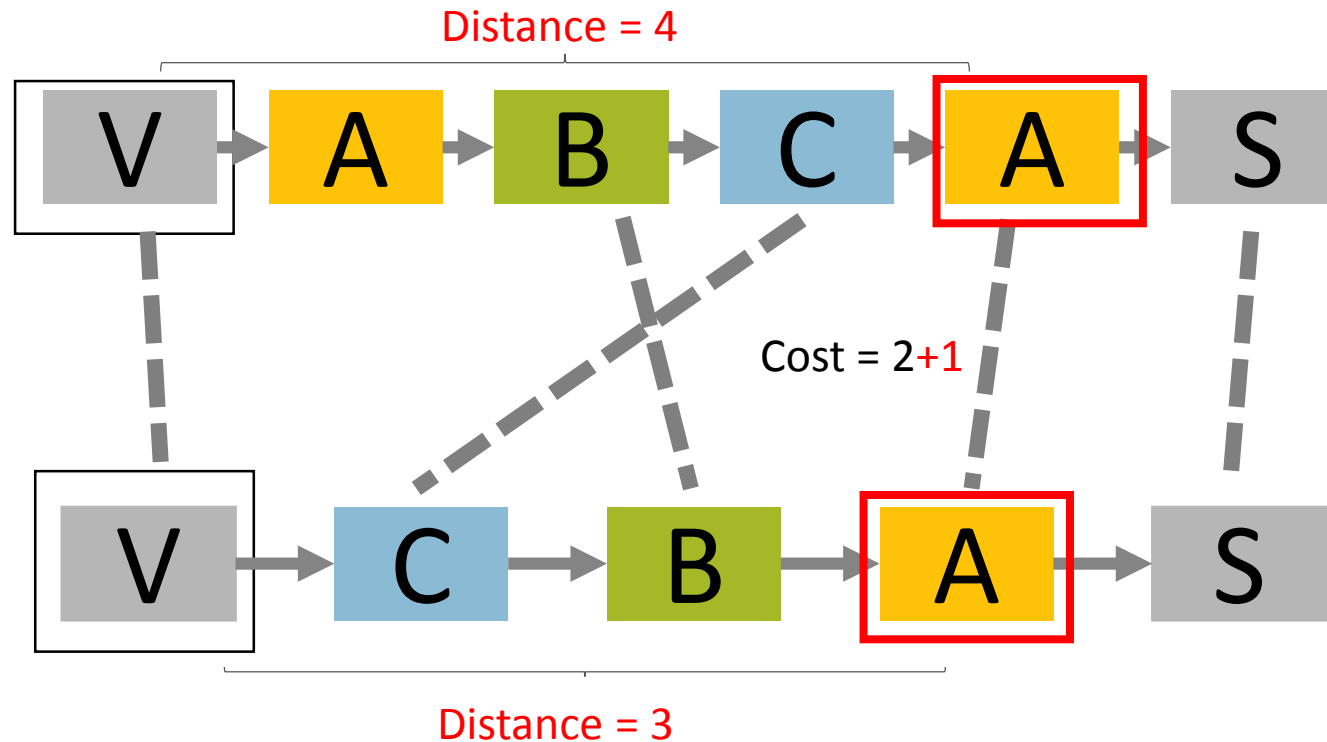 Distance = 4
V A B C A S
Cost = 2+1
V C B A S
Distance = 3